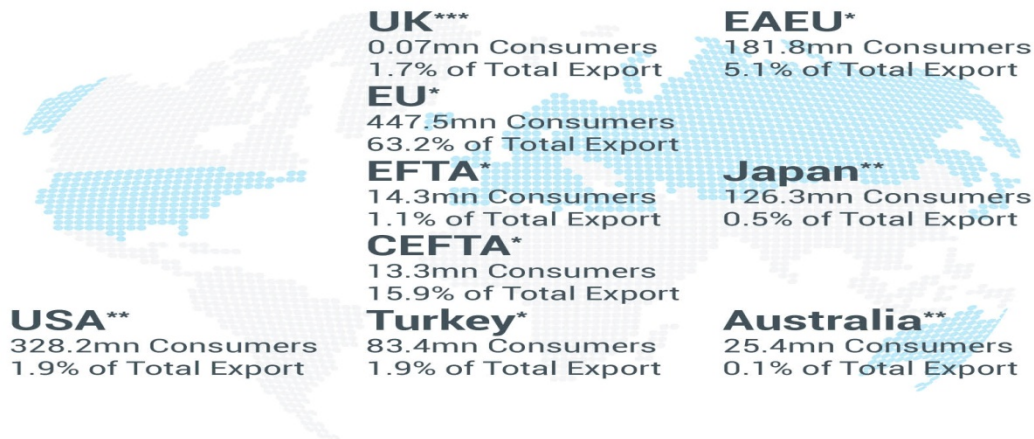 UK***
0.07mn Consumers
1.7% of Total Export
EU*
447.5mn Consumers
63.2% of Total Export
EFTA*
14.3mn Consumers
1.1% of Total Export
CEFTA*
13.3mn Consumers
15.9% of Total Export
USA**
328.2mn Consumers
1.9% of Total Export
Turkey*
83.4mn Consumers
1.9% of Total Export
EAEU*
181.8mn Consumers
5.1% of Total Export
Japan**
126.3mn Consumers
0.5% of Total Export
Australia**
25.4mn Consumers
0.1% of Total Export